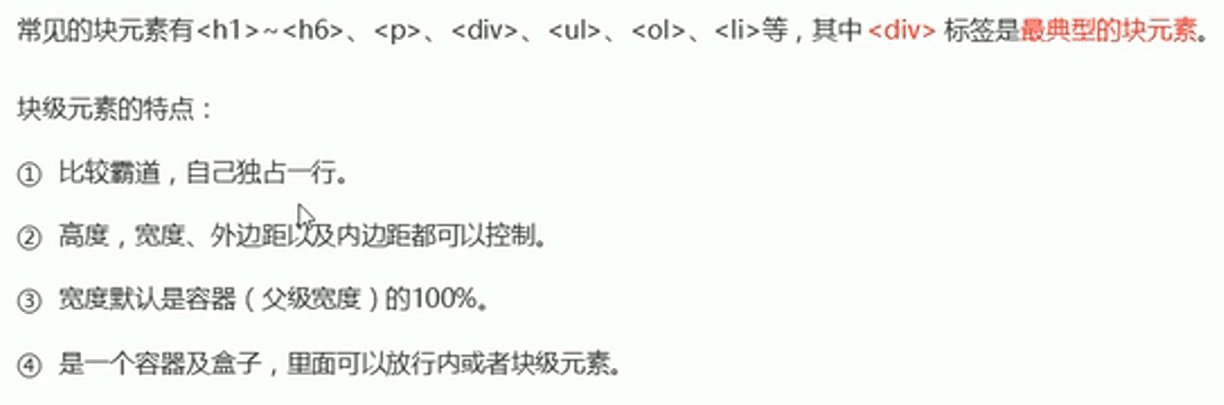 常见的块元素有<h1>~<h6>、<p>、<div>、<ul>、<ol>、<li>等，其中<div> 标签是最典型的块元素。
块级元素的特点：
① 比较霸道，自己独占一行。
② 高度，宽度、外边距以及内边距都可以控制。
③ 宽度默认是容器（父级宽度）的100%。
④ 是一个容器及盒子，里面可以放行内或者块级元素。